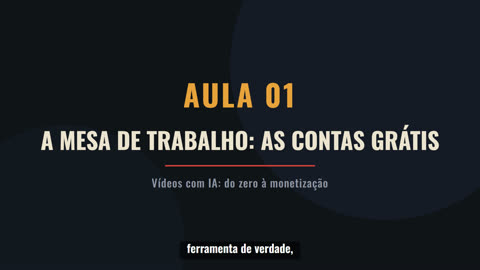 AULA 01
A MESA DE TRABALHO: AS CONTAS GRÁTIS
Vídeos com IA: do zero à monetização
ferramenta de verdade,